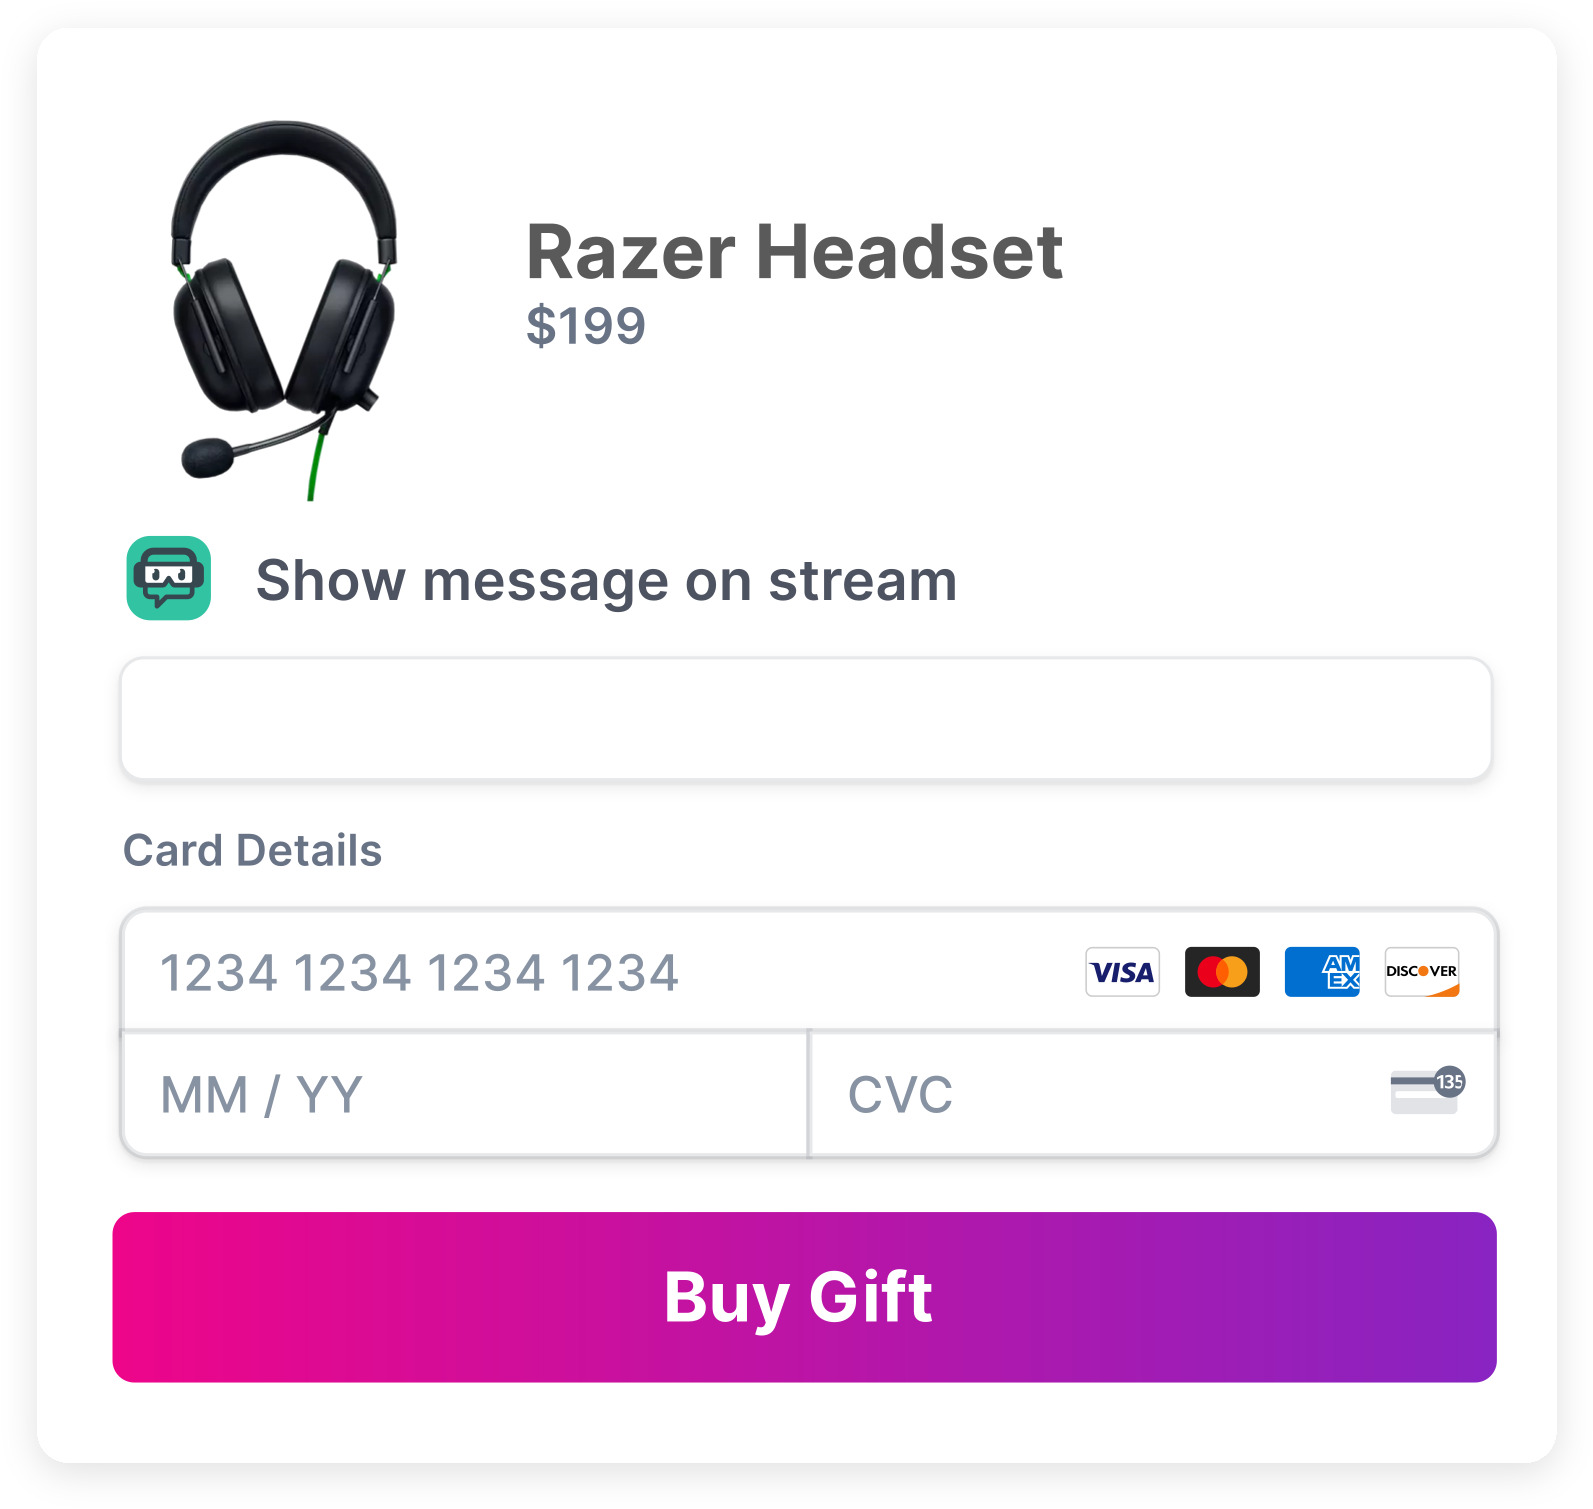 Razer Headset
$199
Show message on stream
Card Details
1234 1234 1234 1234
VISA
AM
EX
DISCOVER
MM / YY
CVC
135
Buy Gift